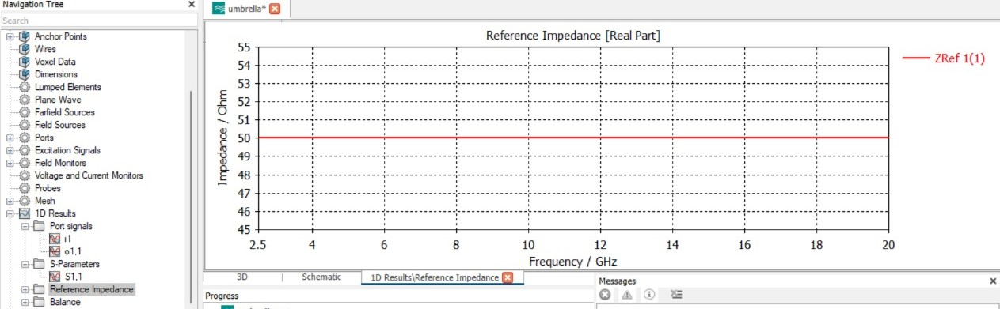 Navigation Tree
Search
Anchor Points
Wires
Voxel Data
Dimensions
Lumped Elements
Plane Wave
Farfield Sources
Field Sources
Ports
Excitation Signals
Field Monitors
Voltage and Current Monitors
Probes
Mesh
1D Results
Port signals
i1
o1,1
S-Parameters
S1,1
Reference Impedance
Balance
umbrella*
Reference Impedance [Real Part]
Impedance / Ohm
55
54
53
52
51
50
49
48
47
46
45
2.5 4 6 8 10 12 14 16 18 20
Frequency / GHz
ZRef 1(1)
3D Schematic 1D Results\Reference Impedance
Progress
Messages